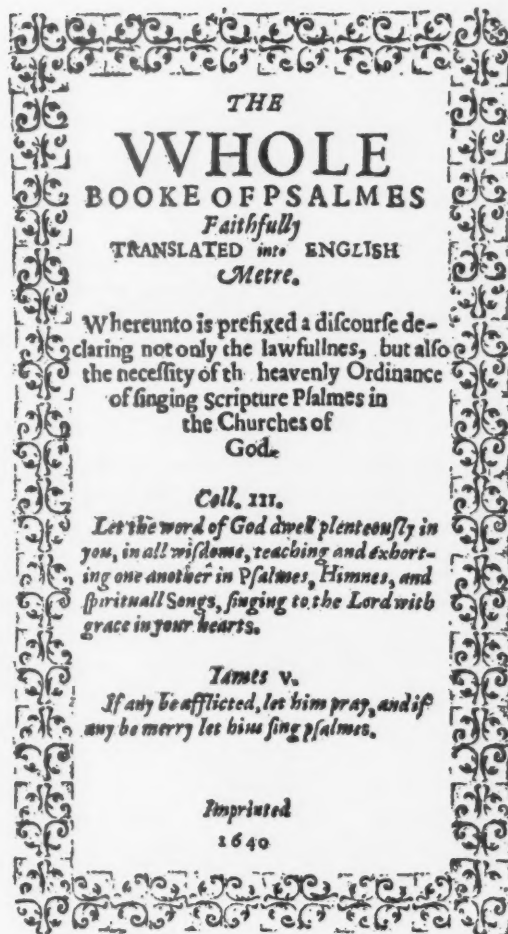 THE
VVHOLE
BOOKE OF PSALMES
Faithfully
TRANSLATED into ENGLISH
Metre.
Whereunto is prefixed a diſcourſe de-
claring not only the lawfullnes, but alſo
the neceſſity of th heavenly Ordinance
of ſinging Scripture Pſalmes in
the Churches of
God.
Coll. III.
Let the word of God dwell plenteouſly in
you, in all wiſdome, teaching and exhort-
ing one another in Pſalmes, Himnes, and
ſpirituall Songs, ſinging to the Lord with
grace in your hearts.
Iames V.
If any be afflicted, let him pray, and if
any be merry let him ſing pſalmes.
Imprinted
1640